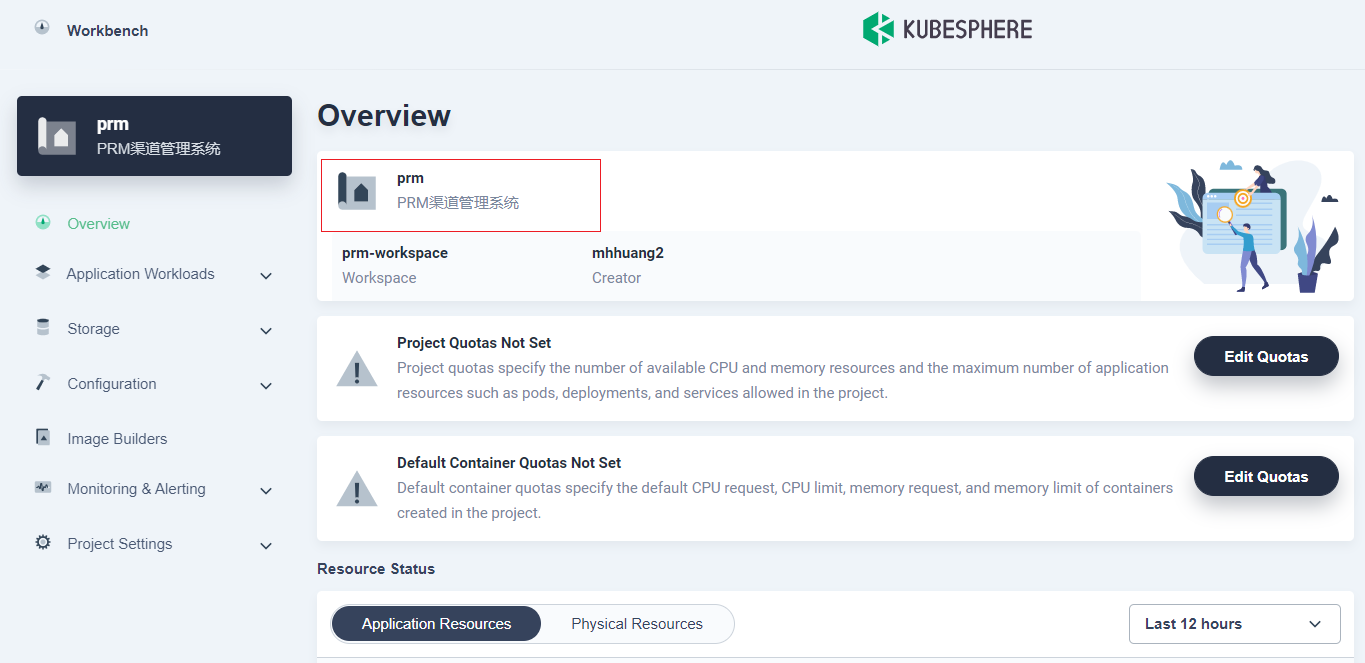 Workbench
KUBESPHERE
prm
PRM渠道管理系统
Overview
Application Workloads
Storage
Configuration
Image Builders
Monitoring & Alerting
Project Settings
Overview
prm
PRM渠道管理系统
prm-workspace
Workspace
mhhuang2
Creator
Project Quotas Not Set
Project quotas specify the number of available CPU and memory resources and the maximum number of application
resources such as pods, deployments, and services allowed in the project.
Edit Quotas
Default Container Quotas Not Set
Default container quotas specify the default CPU request, CPU limit, memory request, and memory limit of containers
created in the project.
Edit Quotas
Resource Status
Application Resources
Physical Resources
Last 12 hours